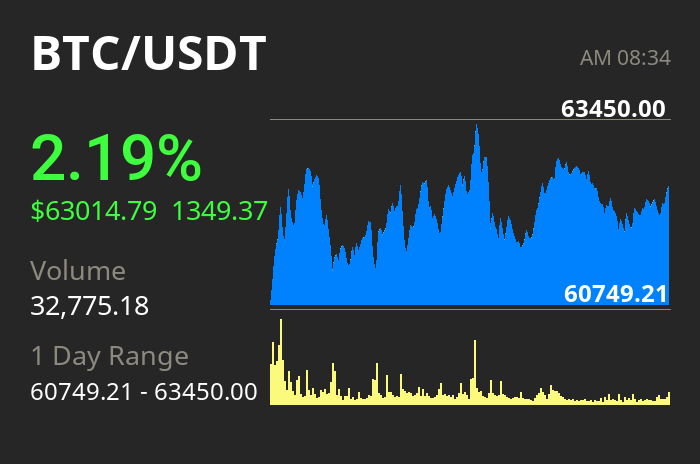 BTC/USDT
AM 08:34
63450.00
2.19%
$63014.79 1349.37
Volume
32,775.18
60749.21
1 Day Range
60749.21 - 63450.00